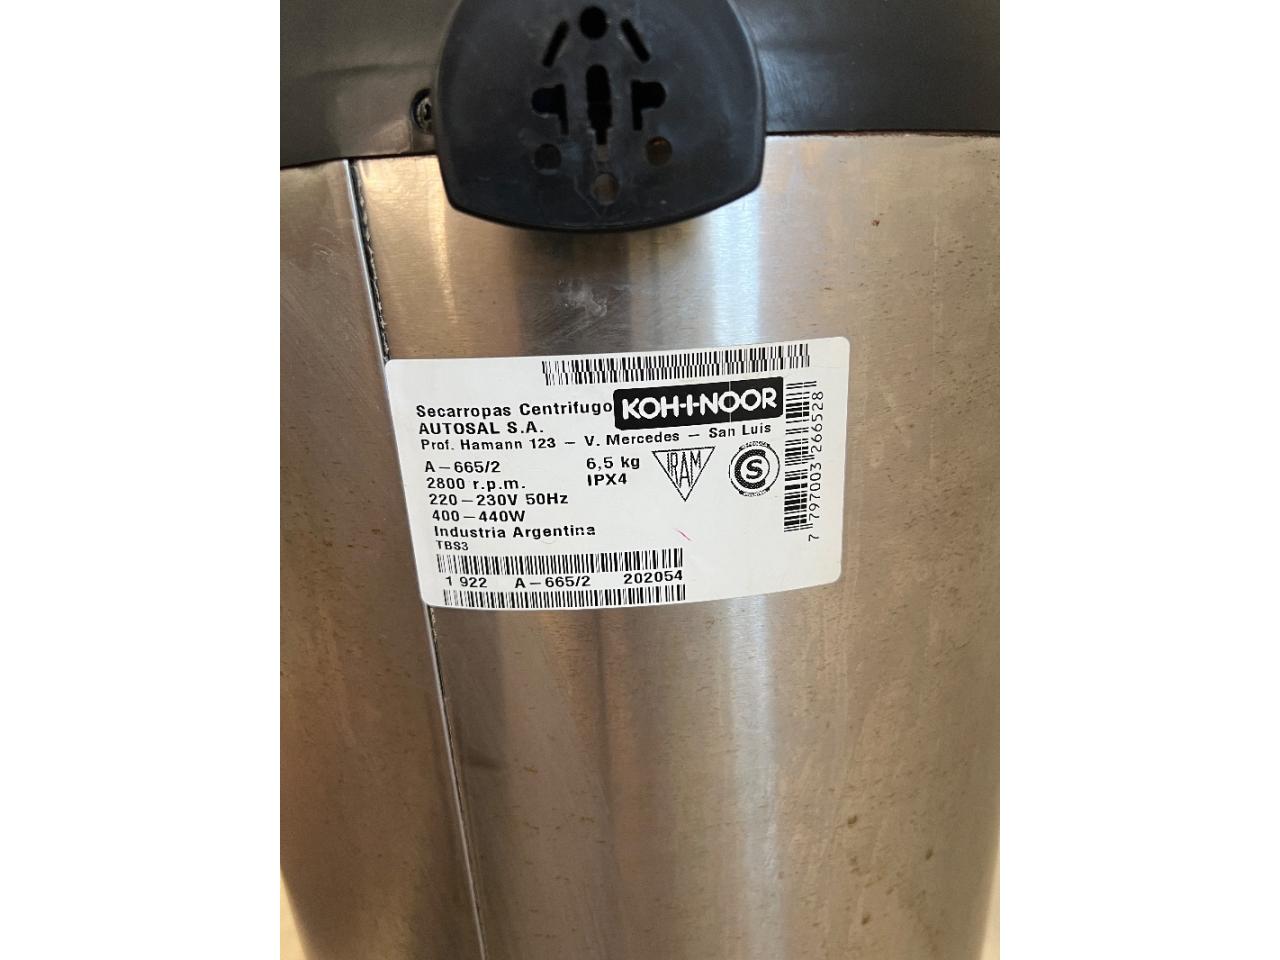 Secarropas Centrifugo KOH-I-NOOR
AUTOSAL S.A.
Prof. Hamann 123 – V. Mercedes – San Luis
A–665/2 6,5 kg IRAM S
2800 r.p.m. IPX4
220–230V 50Hz
400–440W
Industria Argentina
TBS3
1 922 A–665/2 202054
7 797003 266528